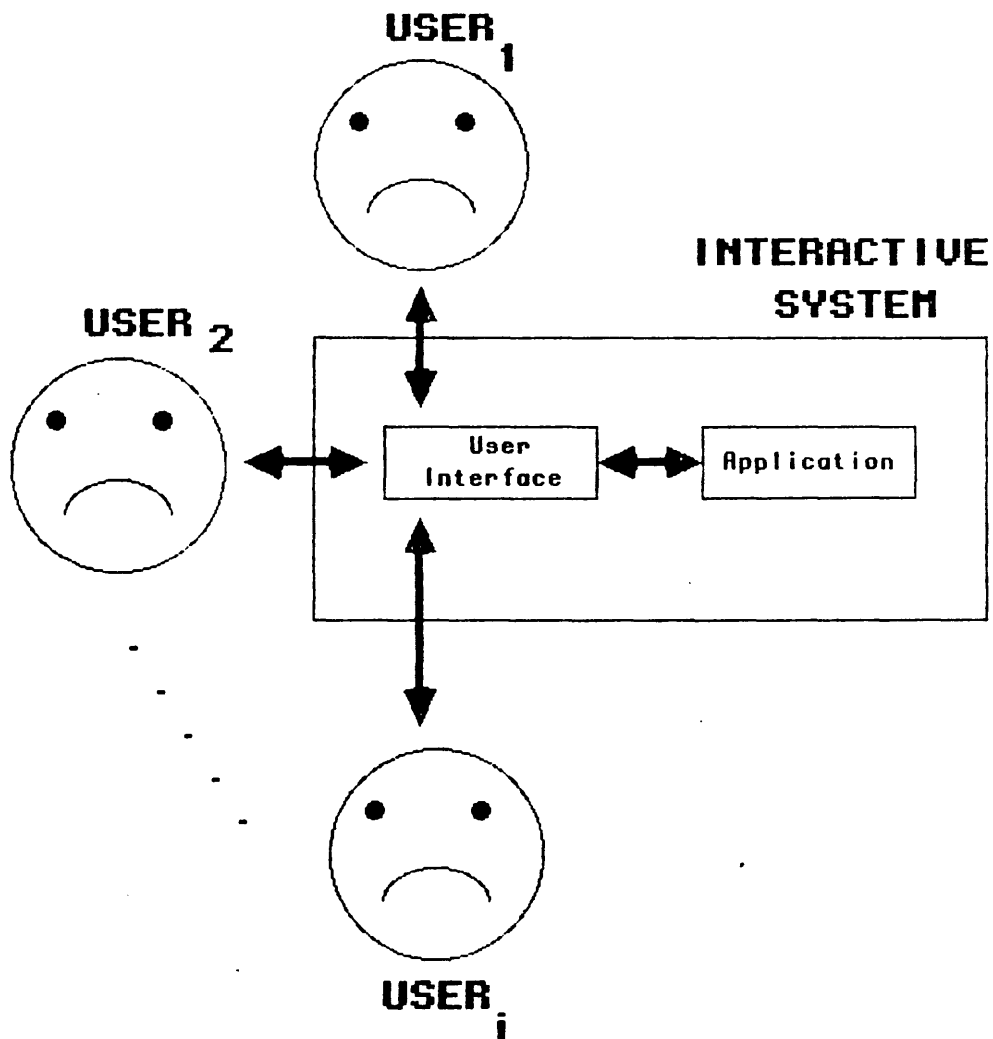 USER
1
INTERACTIVE
SYSTEM
USER 2
User
Interface
Application
USER
i